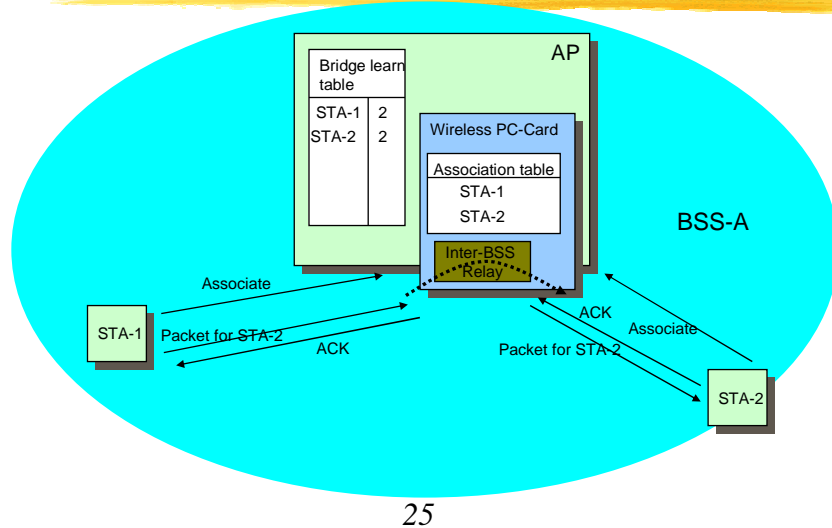 AP
Bridge learn
table
STA-1 2
STA-2 2
Wireless PC-Card
Association table
STA-1
STA-2
Inter-BSS
Relay
BSS-A
Associate
STA-1
Packet for STA-2
ACK
ACK
Associate
Packet for STA-2
STA-2
25